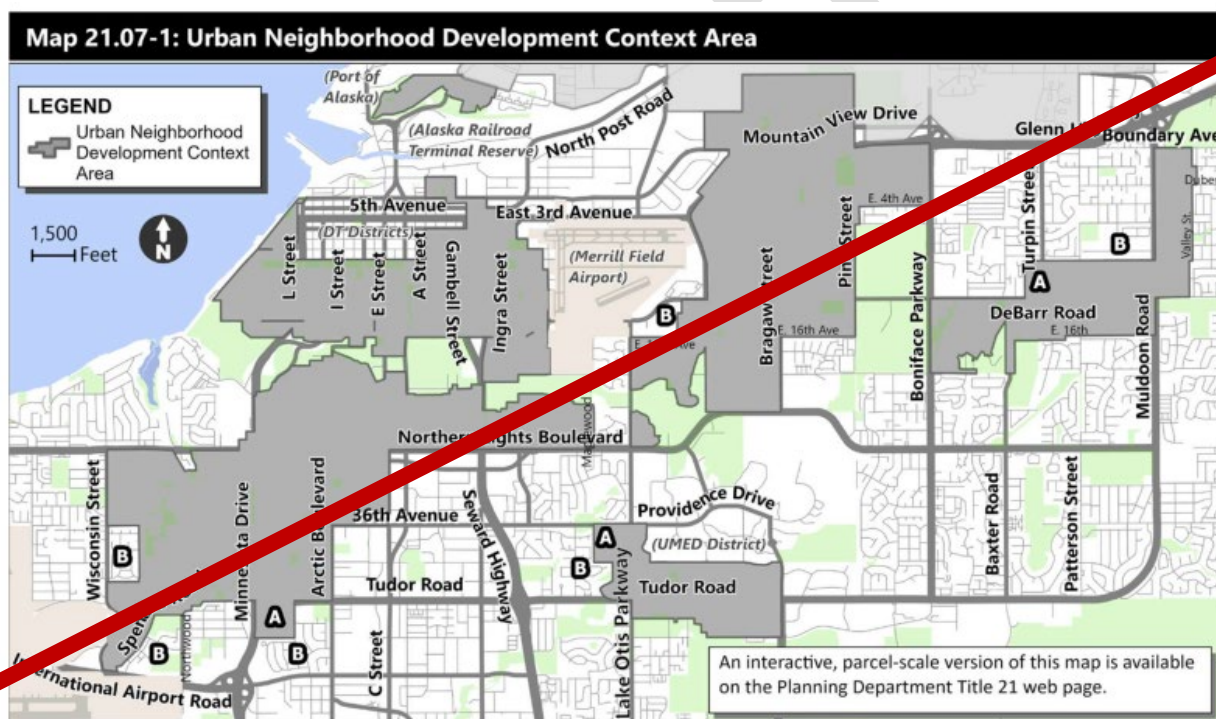 Map 21.07-1: Urban Neighborhood Development Context Area
LEGEND
Urban Neighborhood
Development Context
Area
1,500
Feet
N
(Port of
Alaska)
(Alaska Railroad
Terminal Reserve)
North Post Road
Mountain View Drive
Glenn
Boundary Ave
5th Avenue
East 3rd Avenue
E. 4th Ave
(DT Districts)
(Merrill Field
Airport)
L Street
I Street
E Street
A Street
Gambell Street
Ingra Street
Bragaw Street
Street
Boniface Parkway
Turpin Street
Valley St.
B
A
B
DeBarr Road
E. 16th Ave
E. 16th
Muldoon Road
Northern Lights Boulevard
Maplewood
Wisconsin Street
Minnesota Drive
Arctic Boulevard
36th Avenue
Seward Highway
Providence Drive
(UMED District)
Baxter Road
Patterson Street
B
A
B
Tudor Road
Tudor Road
Lake Otis Parkway
A
B
B
Northwood
C Street
International Airport Road
An interactive, parcel-scale version of this map is available
on the Planning Department Title 21 web page.